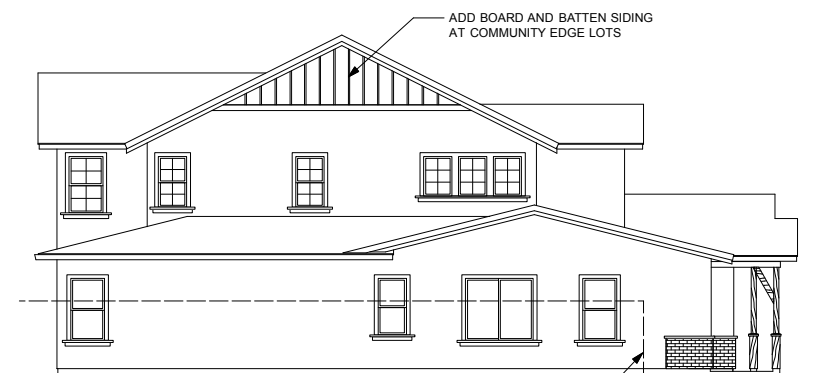 ADD BOARD AND BATTEN SIDING
AT COMMUNITY EDGE LOTS